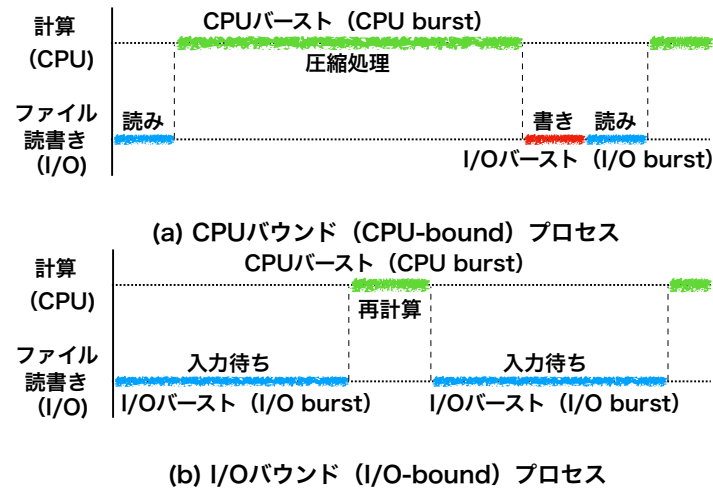 CPUバースト（CPU burst）
計算
（CPU）
圧縮処理
ファイル
読書き
（I/O）
読み
書き
読み
I/Oバースト（I/O burst）
(a) CPUバウンド（CPU-bound）プロセス
CPUバースト（CPU burst）
計算
（CPU）
再計算
ファイル
読書き
（I/O）
入力待ち
入力待ち
I/Oバースト（I/O burst）
I/Oバースト（I/O burst）
(b) I/Oバウンド（I/O-bound）プロセス